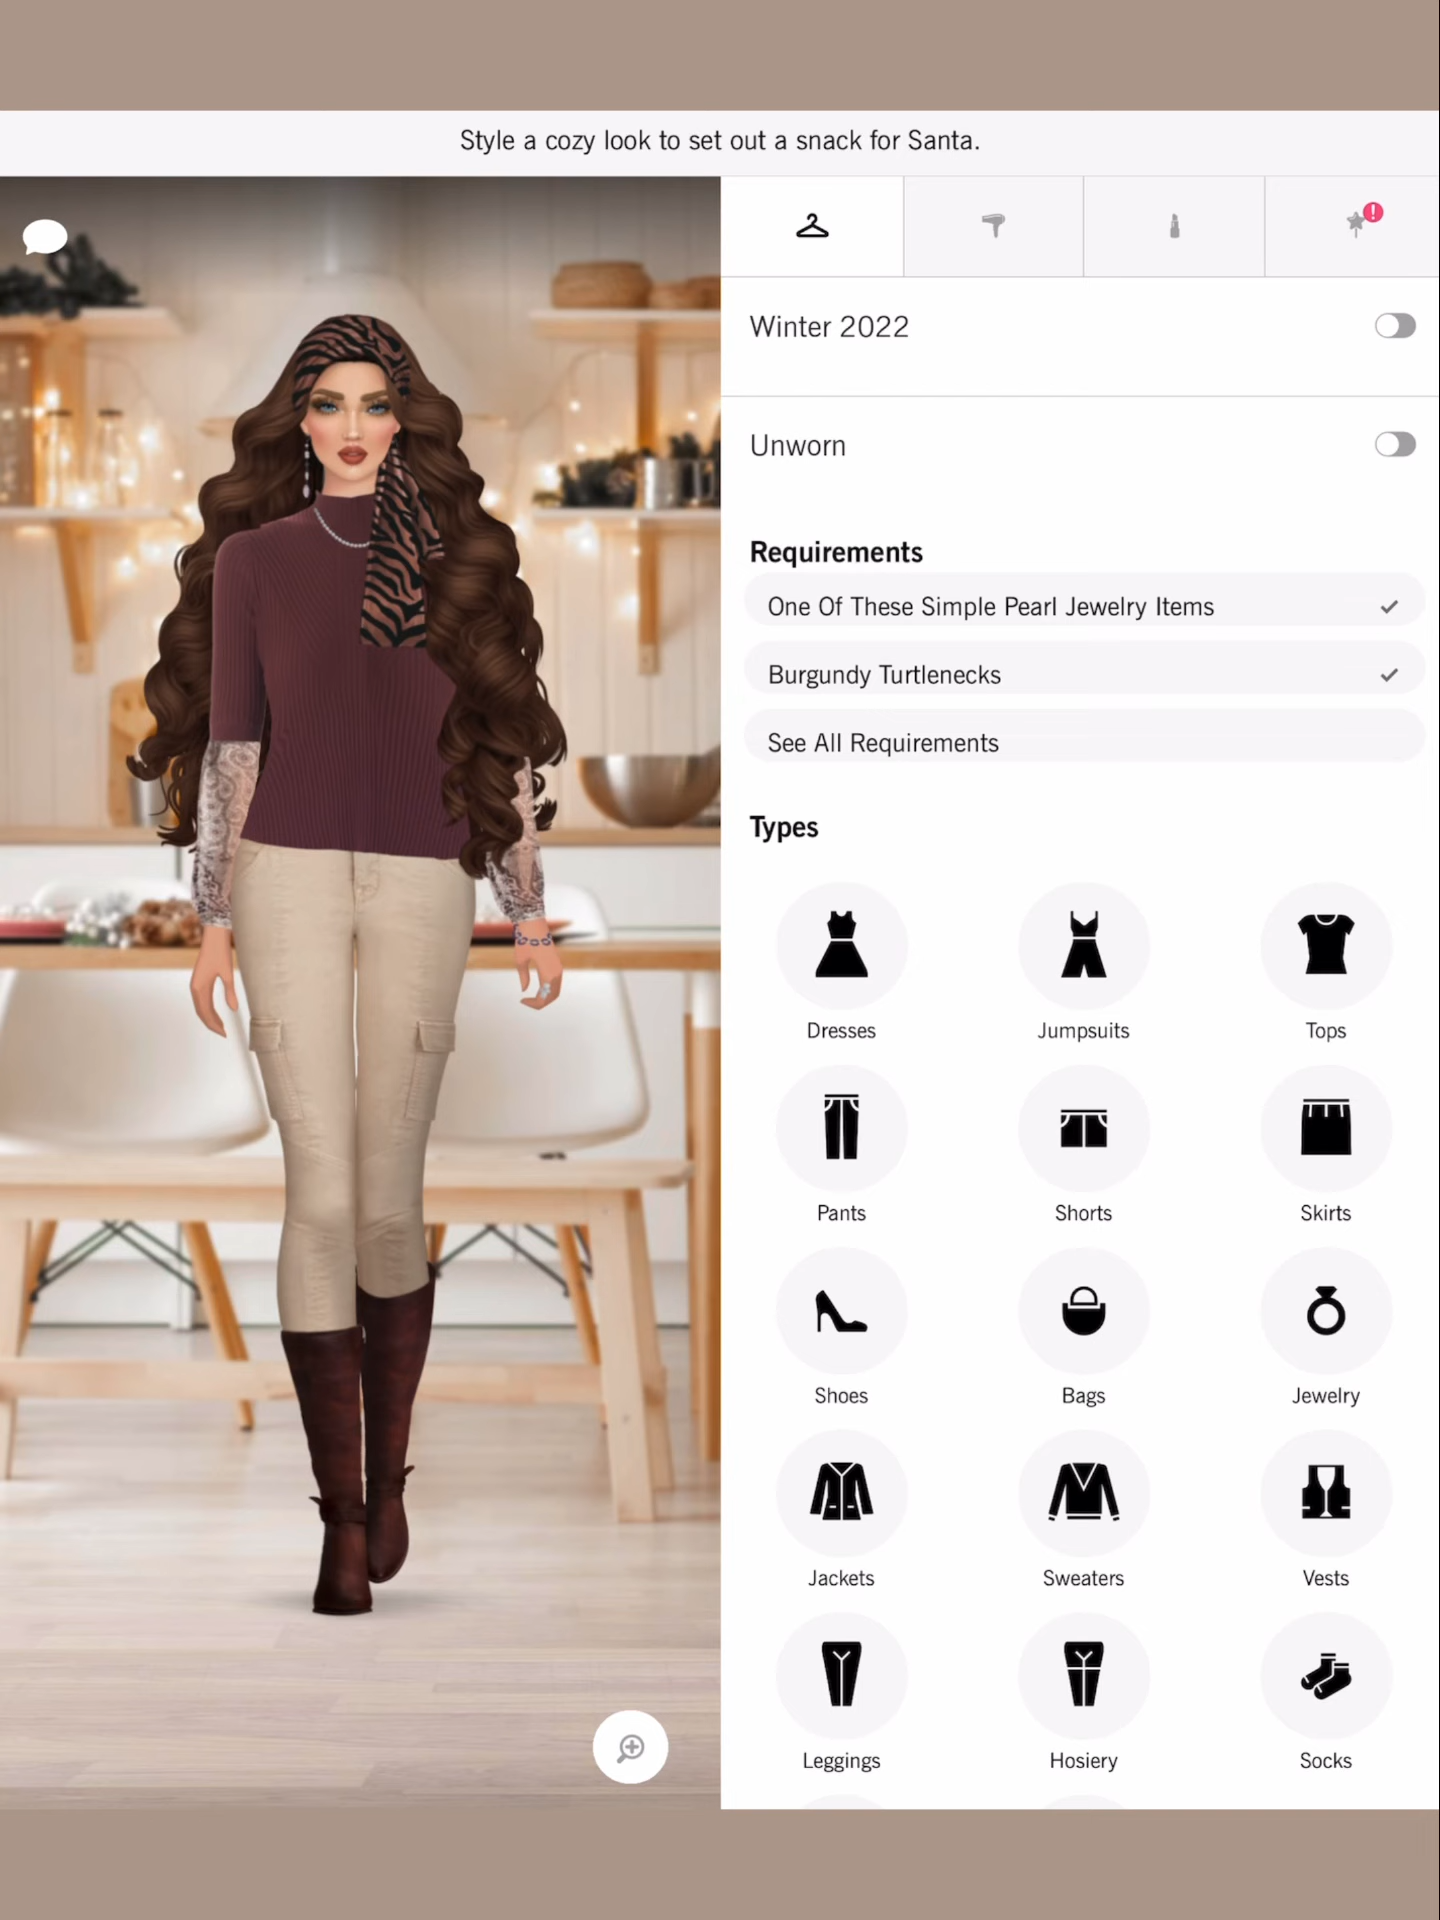 Style a cozy look to set out a snack for Santa.
Winter 2022
Unworn
Requirements
One Of These Simple Pearl Jewelry Items
Burgundy Turtlenecks
See All Requirements
Types
Dresses
Jumpsuits
Tops
Pants
Shorts
Skirts
Shoes
Bags
Jewelry
Jackets
Sweaters
Vests
Leggings
Hosiery
Socks